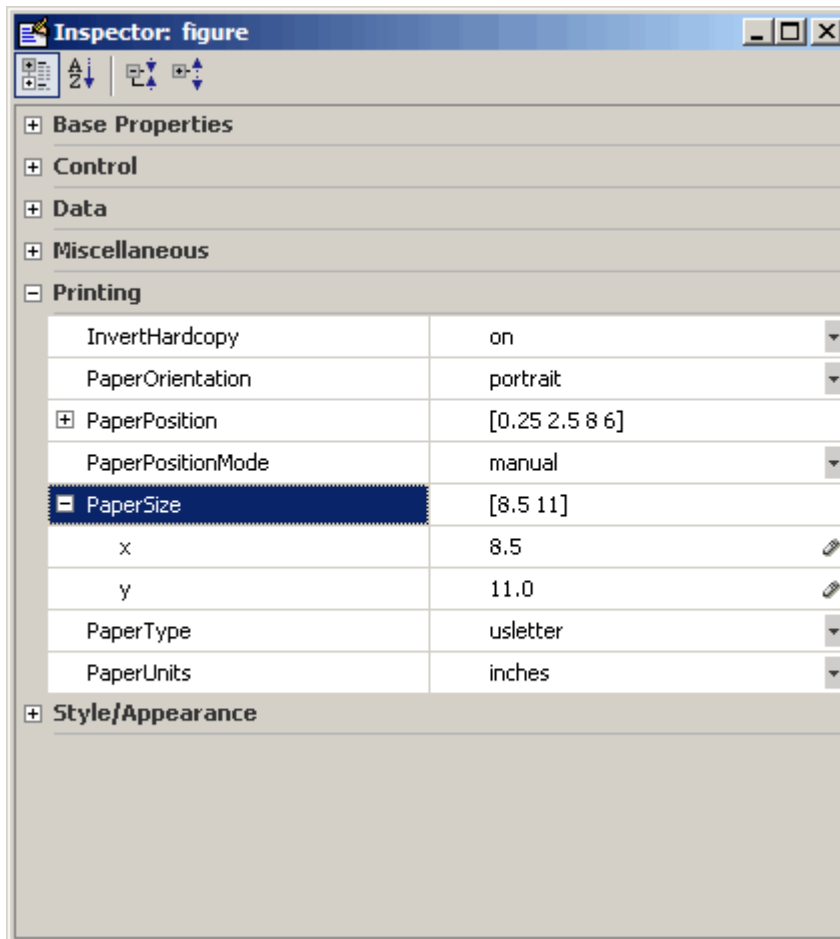 Inspector: figure
Base Properties
Control
Data
Miscellaneous
Printing
InvertHardcopy on
PaperOrientation portrait
PaperPosition [0.25 2.5 8 6]
PaperPositionMode manual
PaperSize [8.5 11]
x 8.5
y 11.0
PaperType usletter
PaperUnits inches
Style/Appearance